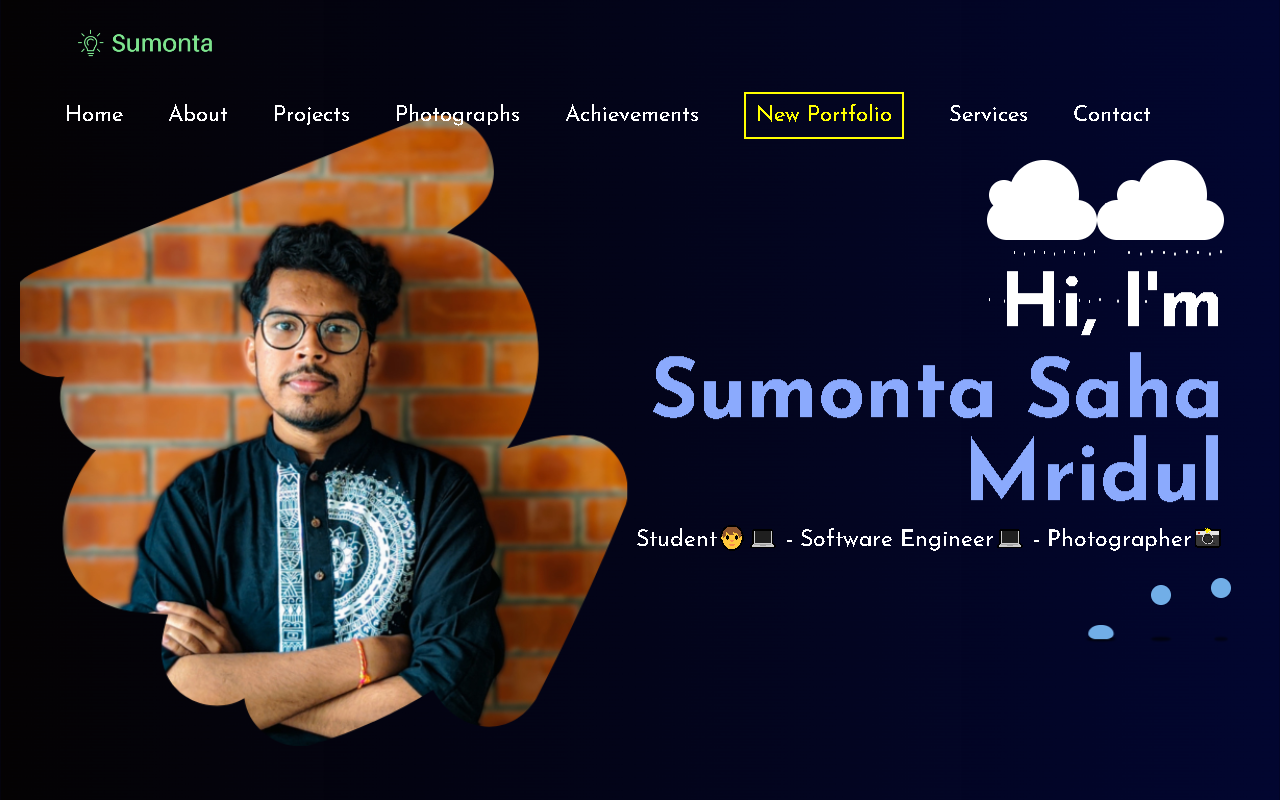 Sumonta
Home About Projects Photographs Achievements New Portfolio Services Contact
Hi, I'm
Sumonta Saha
Mridul
Student🧑💻 - Software Engineer💻 - Photographer📸